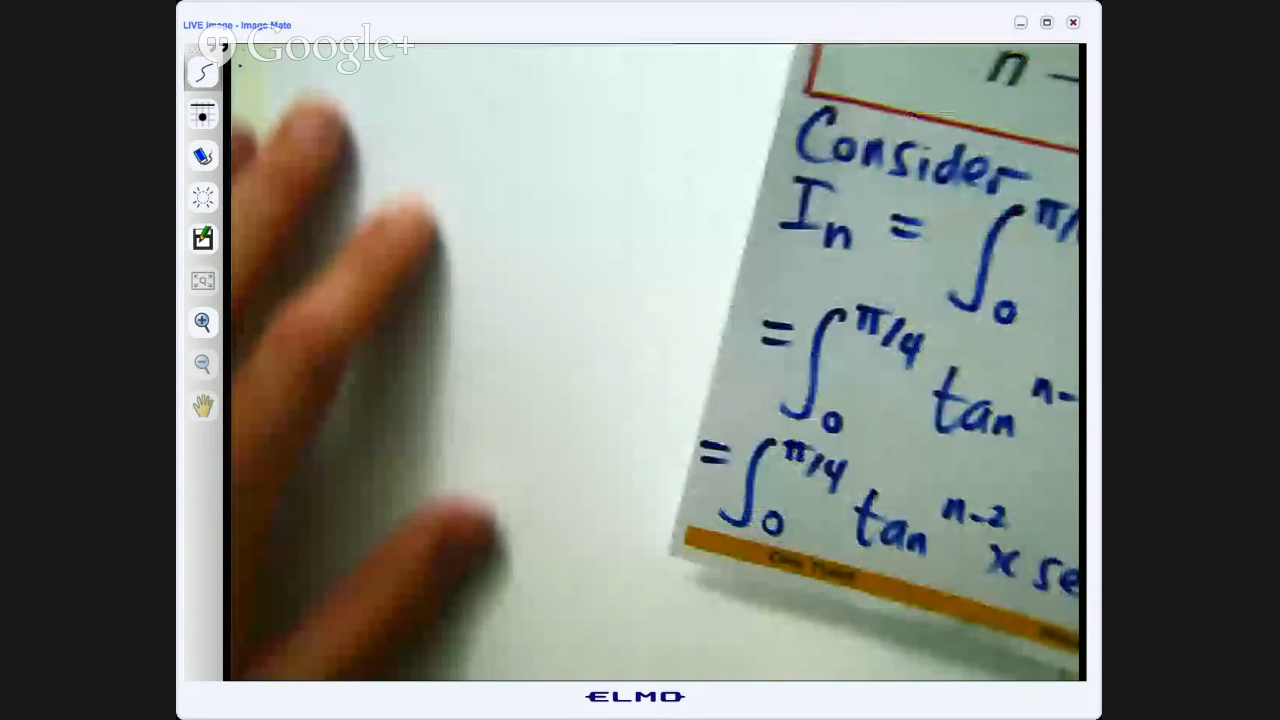 LIVE image - Image Mate
Google+
n -
Consider
Iₙ = ∫₀^π/
= ∫₀^π/4 tan^n-
= ∫₀^π/4 tan^n-2 x se
ELMO